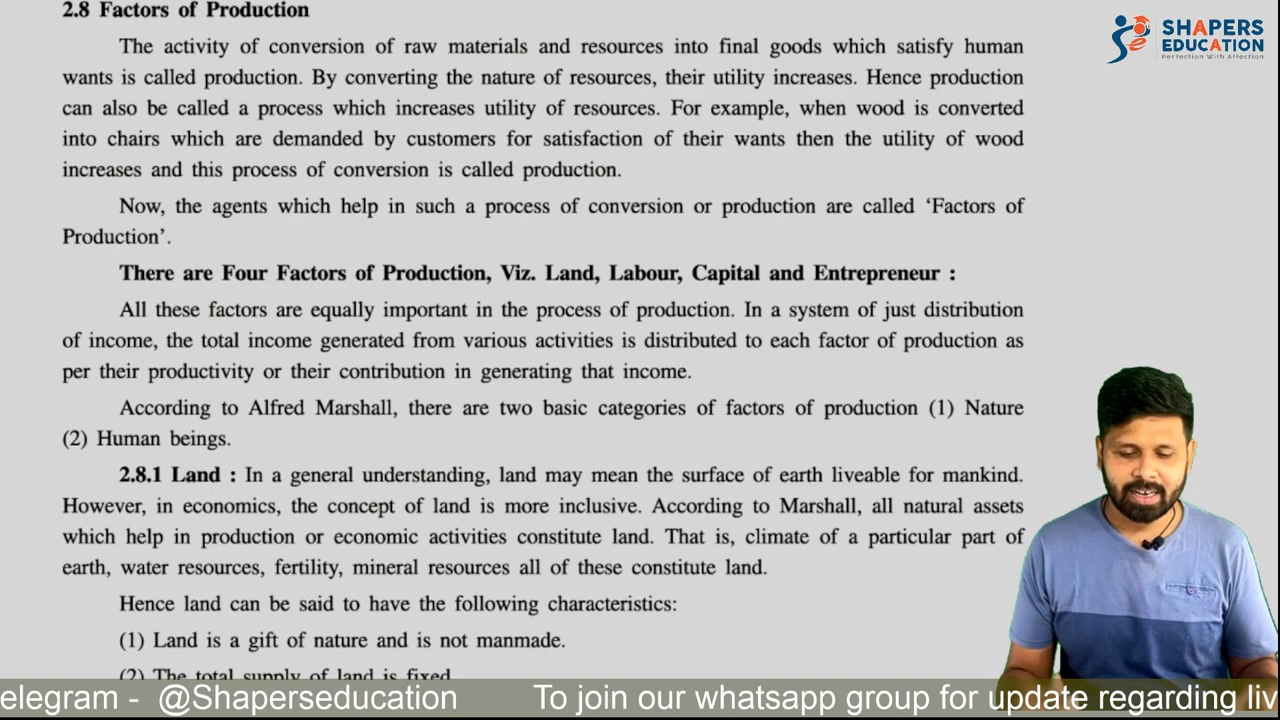 2.8 Factors of Production
The activity of conversion of raw materials and resources into final goods which satisfy human
wants is called production. By converting the nature of resources, their utility increases. Hence production
can also be called a process which increases utility of resources. For example, when wood is converted
into chairs which are demanded by customers for satisfaction of their wants then the utility of wood
increases and this process of conversion is called production.
Now, the agents which help in such a process of conversion or production are called ‘Factors of
Production’.
There are Four Factors of Production, Viz. Land, Labour, Capital and Entrepreneur :
All these factors are equally important in the process of production. In a system of just distribution
of income, the total income generated from various activities is distributed to each factor of production as
per their productivity or their contribution in generating that income.
According to Alfred Marshall, there are two basic categories of factors of production (1) Nature
(2) Human beings.
2.8.1 Land : In a general understanding, land may mean the surface of earth liveable for mankind.
However, in economics, the concept of land is more inclusive. According to Marshall, all natural assets
which help in production or economic activities constitute land. That is, climate of a particular part of
earth, water resources, fertility, mineral resources all of these constitute land.
Hence land can be said to have the following characteristics:
(1) Land is a gift of nature and is not manmade.
(2) The total supply of land is fixed
SHAPERS
EDUCATION
Perfection With Affection
elegram - @Shaperseducation To join our whatsapp group for update regarding liv